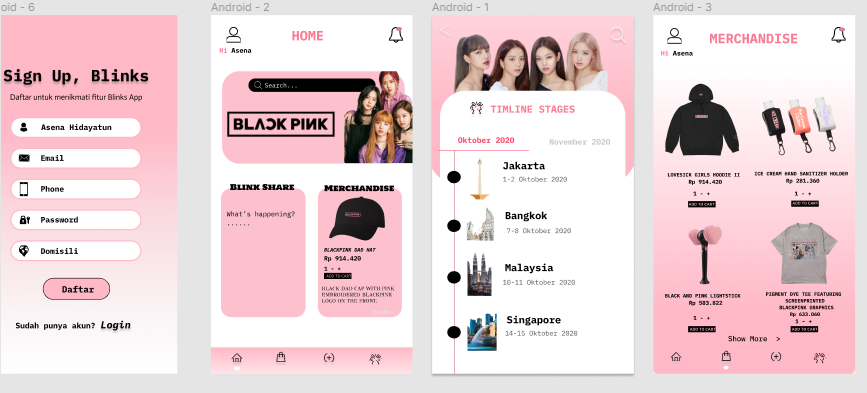 oid - 6
Sign Up, Blinks
Daftar untuk menikmati fitur Blinks App
Asena Hidayatun
Email
Phone
Password
Domisili
Daftar
Sudah punya akun? Login
Android - 2
HOME
Hi Asena
Search...
BLACKPINK
BLINK SHARE
What's happening?
......
MERCHANDISE
BLACKPINK DAD HAT
Rp 914.420
1 - +
ADD TO CART
BLACK DAD CAP WITH PINK
EMBROIDERED BLACKPINK
LOGO ON THE FRONT.
Android - 1
TIMLINE STAGES
Oktober 2020
November 2020
Jakarta
1-2 Oktober 2020
Bangkok
7-8 Oktober 2020
Malaysia
10-11 Oktober 2020
Singapore
14-15 Oktober 2020
Android - 3
MERCHANDISE
Hi Asena
LOVESICK GIRLS HOODIE II
Rp 914.420
1 - +
ADD TO CART
ICE CREAM HAND SANITIZER HOLDER
Rp 281.360
1 - +
ADD TO CART
BLACK AND PINK LIGHTSTICK
Rp 583.822
1 - +
ADD TO CART
PIGMENT DYE TEE FEATURING
SCREENPRINTED
BLACKPINK GRAPHICS
Rp 633.960
1 - +
ADD TO CART
Show More >